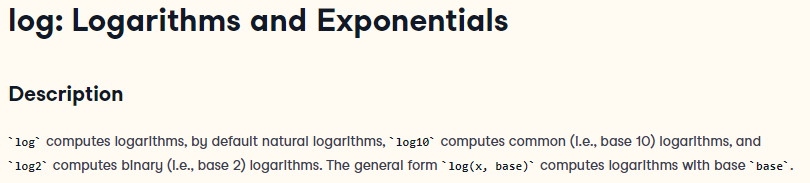 log: Logarithms and Exponentials
Description
`log` computes logarithms, by default natural logarithms, `log10` computes common (i.e., base 10) logarithms, and
`log2` computes binary (i.e., base 2) logarithms. The general form `log(x, base)` computes logarithms with base `base`.